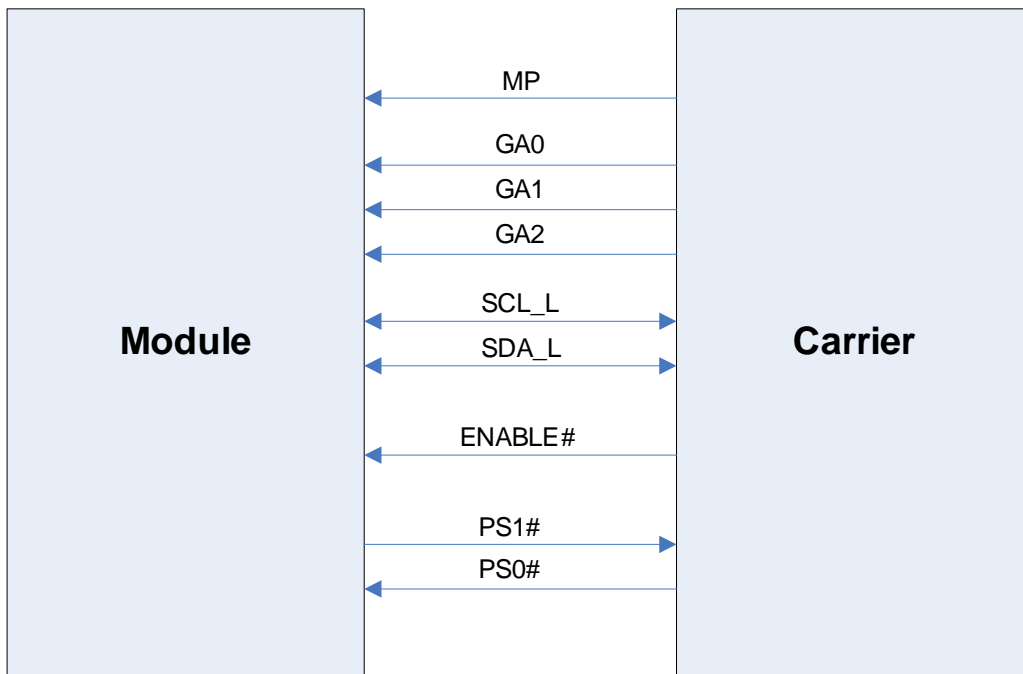 MP
GA0
GA1
GA2
SCL_L
Module
Carrier
SDA_L
ENABLE#
PS1#
PS0#